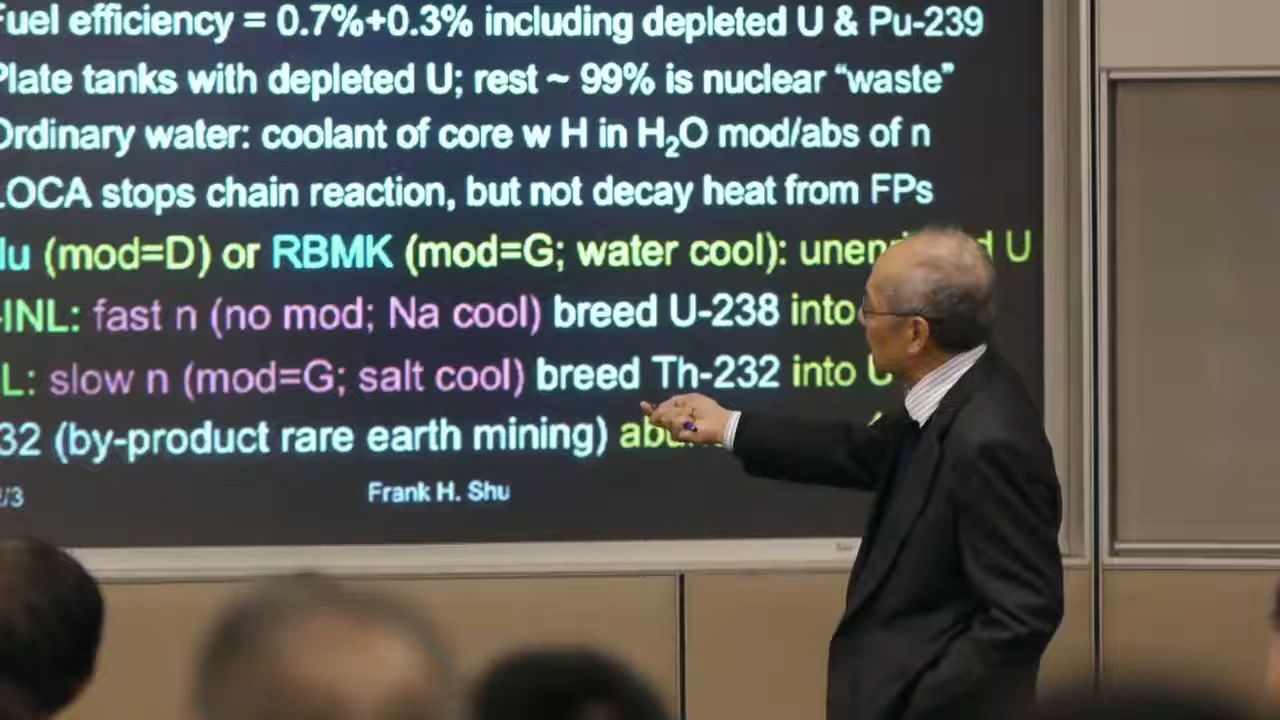 Fuel efficiency = 0.7%+0.3% including depleted U & Pu-239
Plate tanks with depleted U; rest ~ 99% is nuclear “waste”
Ordinary water: coolant of core w H in H₂O mod/abs of n
LOCA stops chain reaction, but not decay heat from FPs
(mod=D) or RBMK (mod=G; water cool): U
-INL: fast n (no mod; Na cool) breed U-238 into
L: slow n (mod=G; salt cool) breed Th-232 into
32 (by-product rare earth mining)
/3
Frank H. Shu